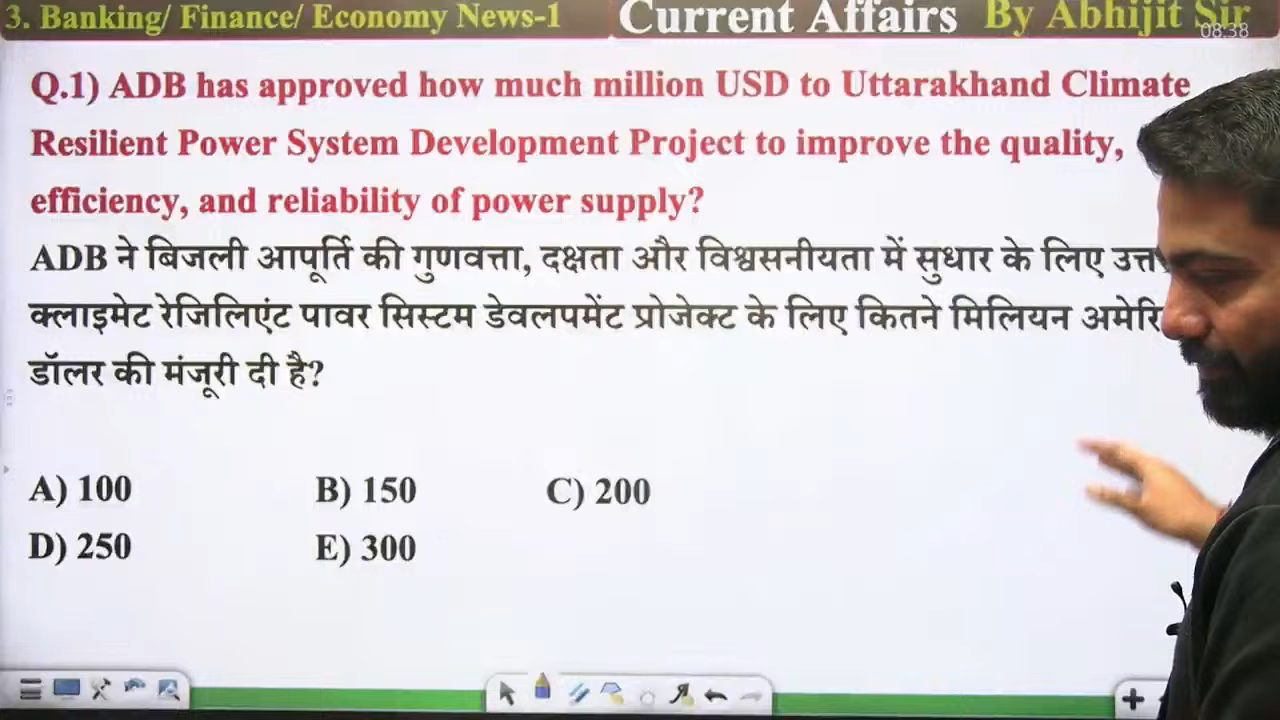 3. Banking/ Finance/ Economy News-1 Current Affairs By Abhijit Sir
08:38
Q.1) ADB has approved how much million USD to Uttarakhand Climate
Resilient Power System Development Project to improve the quality,
efficiency, and reliability of power supply?
ADB ने बिजली आपूर्ति की गुणवत्ता, दक्षता और विश्वसनीयता में सुधार के लिए
क्लाइमेट रेजिलिएंट पावर सिस्टम डेवलपमेंट प्रोजेक्ट के लिए कितने मिलियन
डॉलर की मंजूरी दी है?
A) 100 B) 150 C) 200
D) 250 E) 300